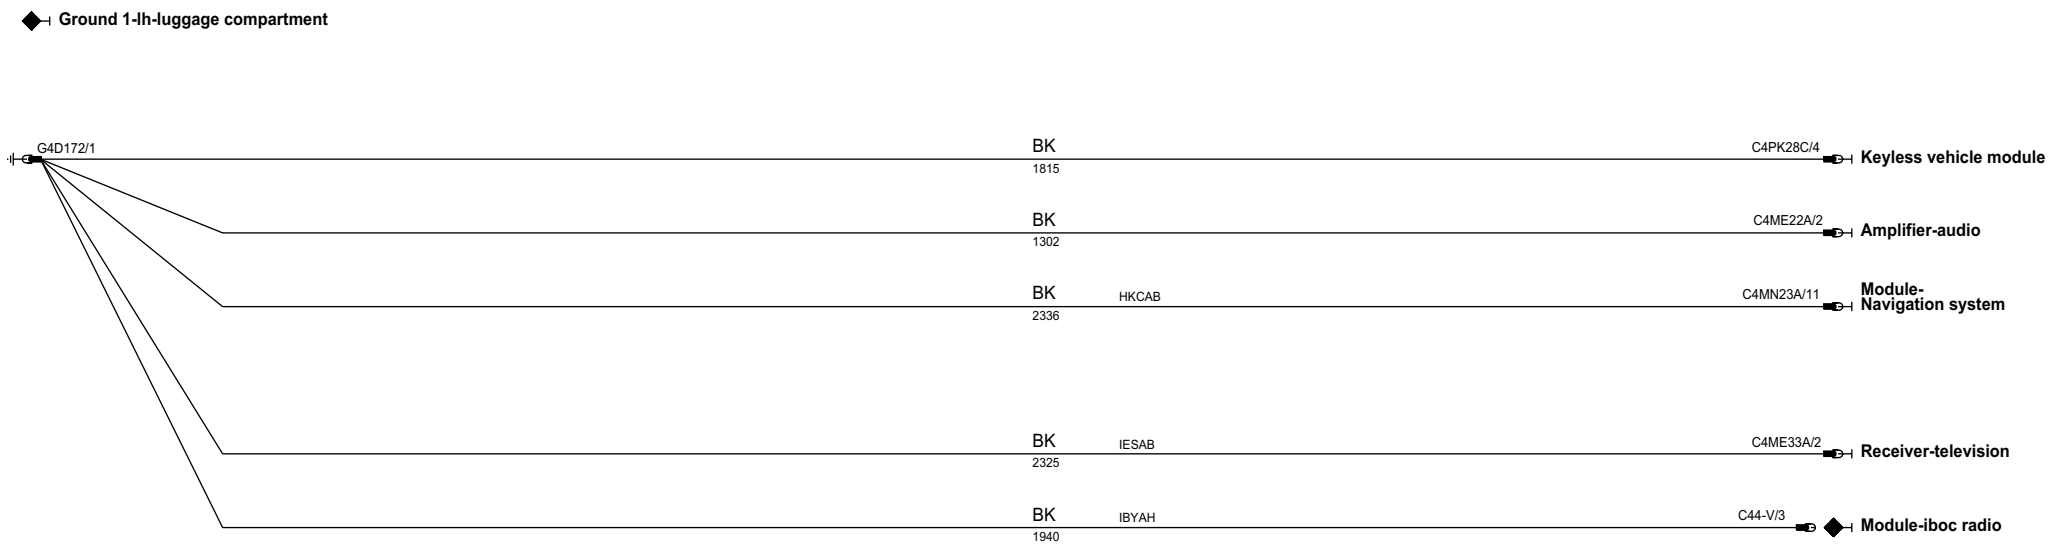 Ground 1-lh-luggage compartment
G4D172/1
BK
1815
C4PK28C/4
Keyless vehicle module
BK
1302
C4ME22A/2
Amplifier-audio
BK
2336
HKCAB
C4MN23A/11
Module-
Navigation system
BK
2325
IESAB
C4ME33A/2
Receiver-television
BK
1940
IBYAH
C44-V/3
Module-iboc radio